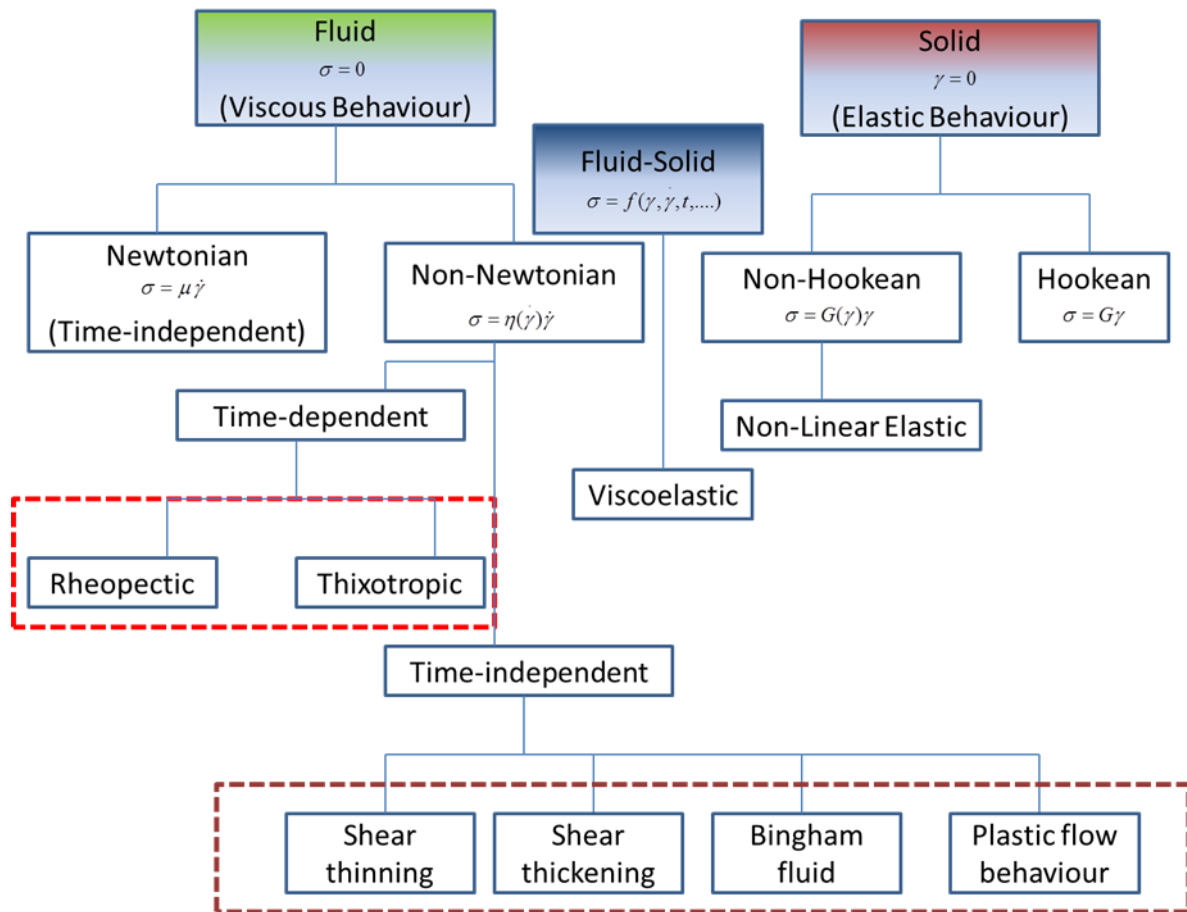 Fluid
σ = 0
(Viscous Behaviour)
Solid
γ = 0
(Elastic Behaviour)
Fluid-Solid
σ = f(γ, γ̇, t,....)
Newtonian
σ = μγ̇
(Time-independent)
Non-Newtonian
σ = η(γ̇)γ̇
Non-Hookean
σ = G(γ)γ
Hookean
σ = Gγ
Time-dependent
Non-Linear Elastic
Viscoelastic
Rheopectic
Thixotropic
Time-independent
Shear
thinning
Shear
thickening
Bingham
fluid
Plastic flow
behaviour